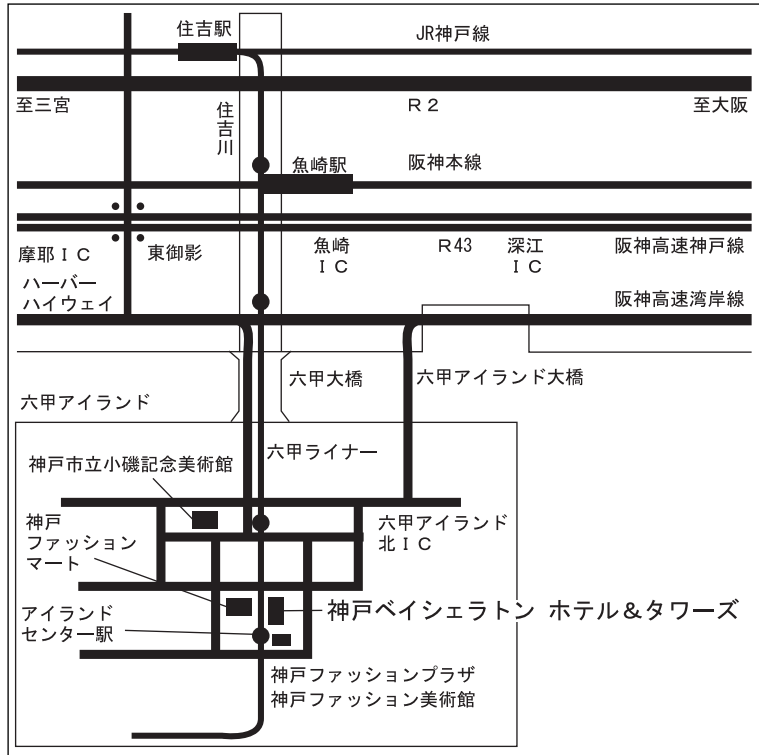 住吉駅
JR神戸線
至三宮
住吉川
R2
至大阪
魚崎駅
阪神本線
摩耶IC
東御影
魚崎
IC
R43
深江
IC
阪神高速神戸線
ハーバー
ハイウェイ
阪神高速湾岸線
六甲大橋
六甲アイランド大橋
六甲アイランド
六甲ライナー
神戸市立小磯記念美術館
神戸
ファッション
マート
六甲アイランド
北IC
アイランド
センター駅
神戸ベイシェラトン ホテル&タワーズ
神戸ファッションプラザ
神戸ファッション美術館